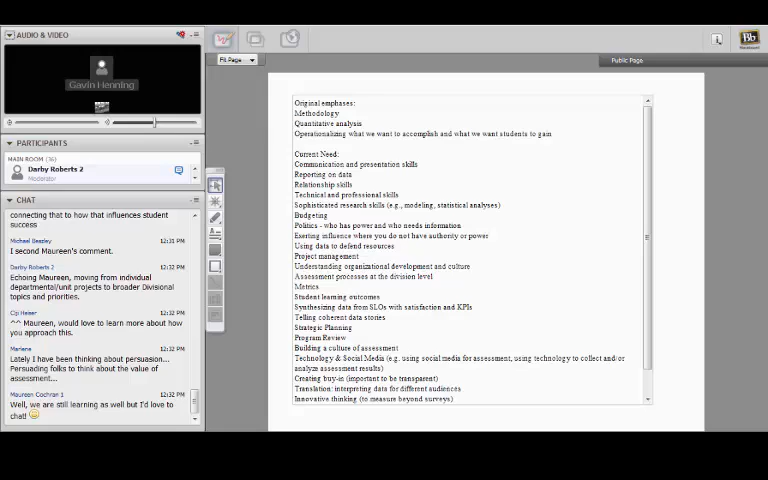 AUDIO & VIDEO
Gavin Henning
PARTICIPANTS
MAIN ROOM (36)
Darby Roberts 2
Moderator
CHAT
connecting that to how that influences student
success
Michael Beazley 12:31 PM
I second Maureen's comment.
Darby Roberts 2 12:32 PM
Echoing Maureen, moving from individual
departmental/unit projects to broader Divisional
topics and priorities.
Ciji Heiser 12:32 PM
^^ Maureen, would love to learn more about how
you approach this.
Marlena 12:32 PM
Lately I have been thinking about persuasion...
Persuading folks to think about the value of
assessment...
Maureen Cochran 1 12:32 PM
Well, we are still learning as well but I'd love to
chat!
Fit Page
Public Page
Bb
Original emphases:
Methodology
Quantitative analysis
Operationalizing what we want to accomplish and what we want students to gain
Current Need:
Communication and presentation skills
Reporting on data
Relationship skills
Technical and professional skills
Sophisticated research skills (e.g., modeling, statistical analyses)
Budgeting
Politics - who has power and who needs information
Exerting influence where you do not have authority or power
Using data to defend resources
Project management
Understanding organizational development and culture
Assessment processes at the division level
Metrics
Student learning outcomes
Synthesizing data from SLOs with satisfaction and KPIs
Telling coherent data stories
Strategic Planning
Program Review
Building a culture of assessment
Technology & Social Media (e.g. using social media for assessment, using technology to collect and/or
analyze assessment results)
Creating buy-in (important to be transparent)
Translation: interpreting data for different audiences
Innovative thinking (to measure beyond surveys)